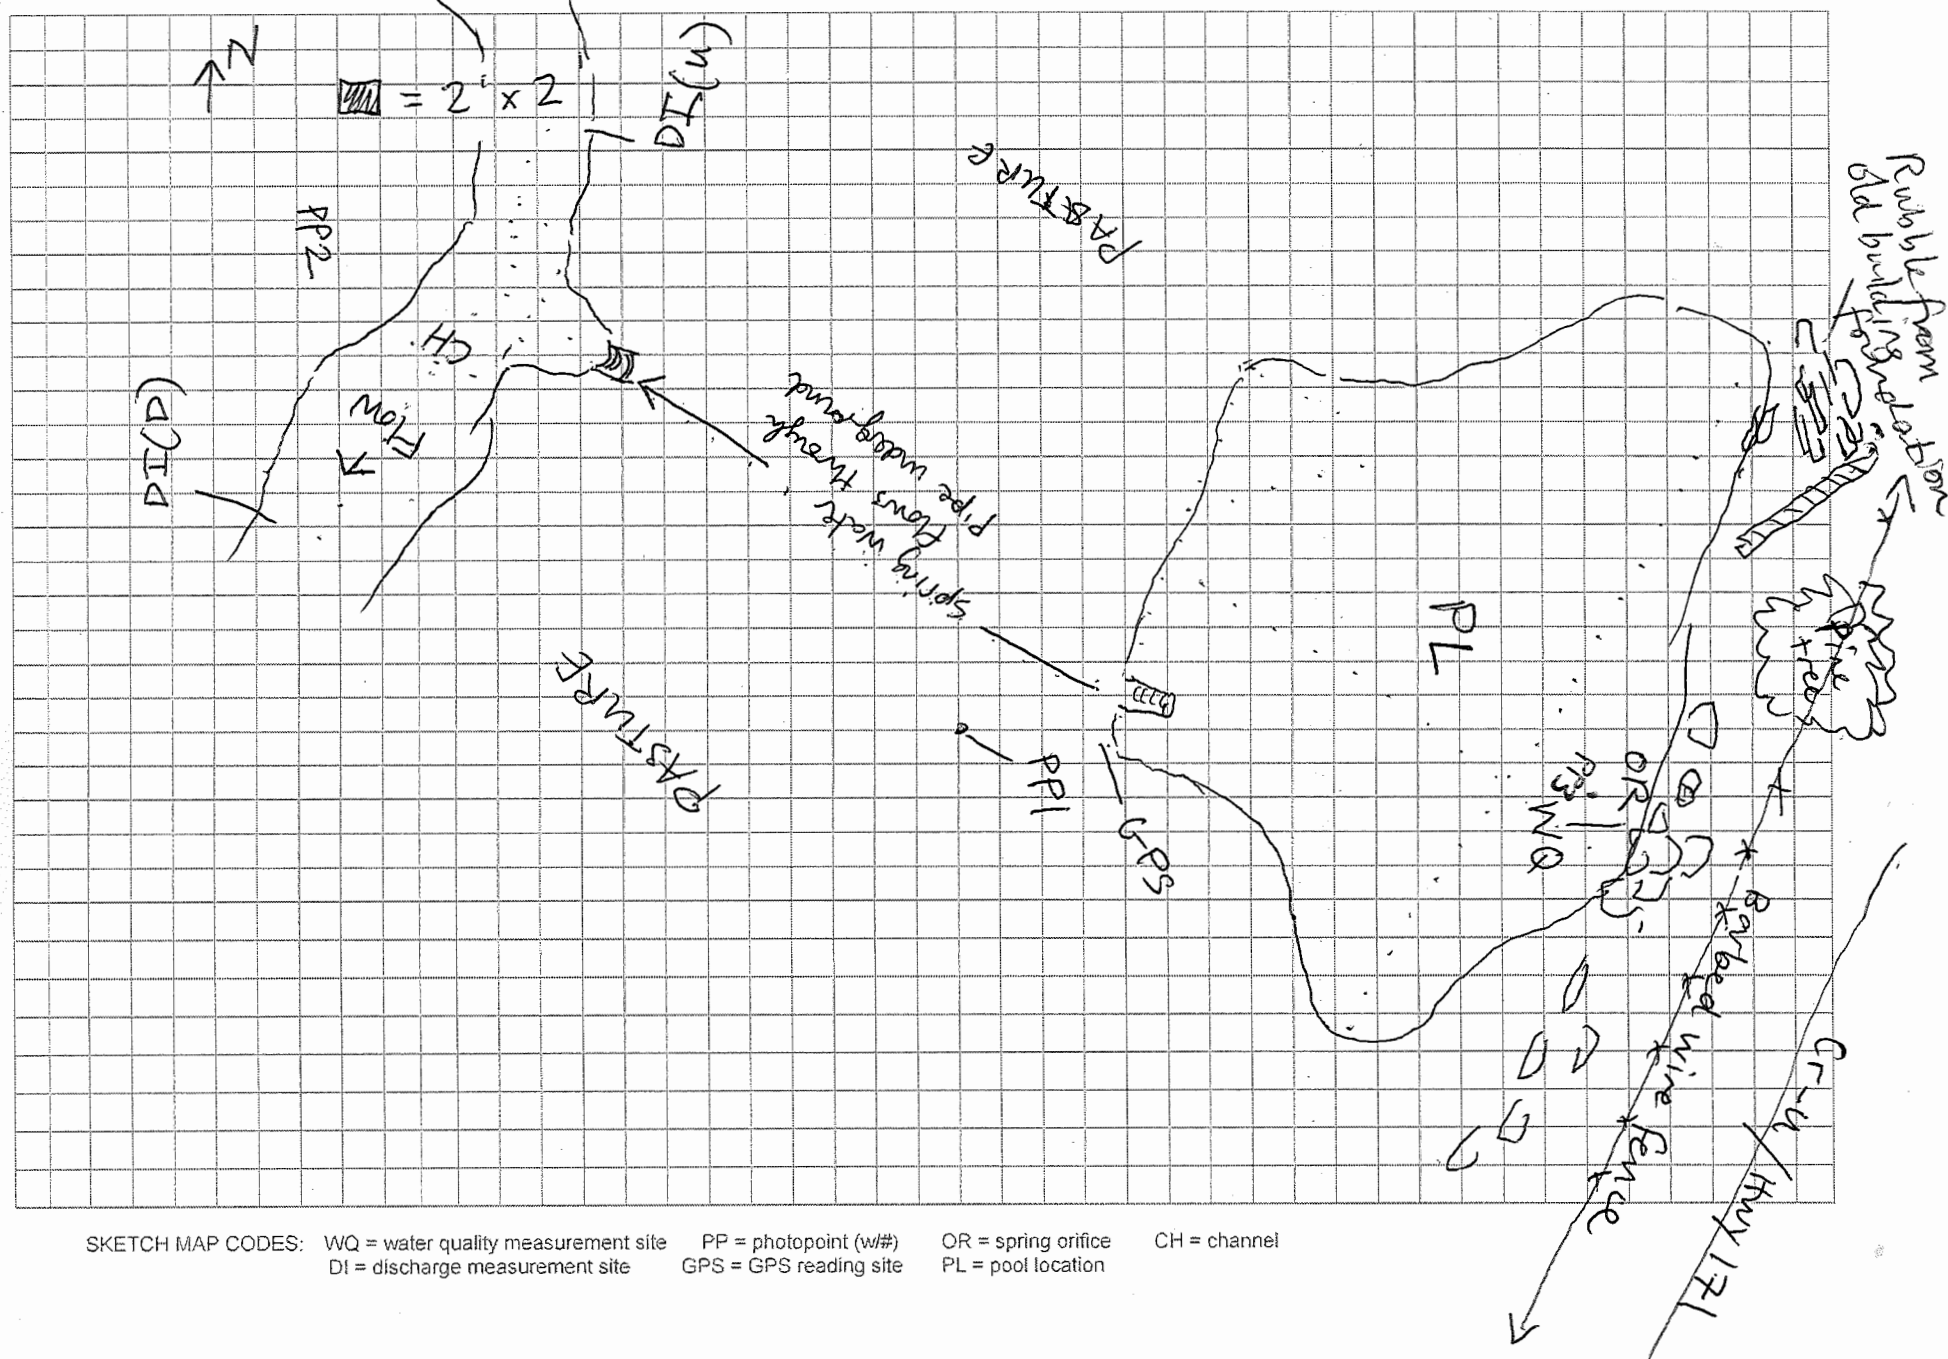 N
= 2' x 2'
DI(U)
PASTURE
Rubble from
old building
foundation
PP2
CH
Flow
DI(D)
Spring water
flows through
pipe underground
PL
Pine
tree
PASTURE
PP1
GPS
OR
PP3
WQ
Barbed wire fence
Cr-U / Hwy 171
SKETCH MAP CODES: WQ = water quality measurement site PP = photopoint (w/#) OR = spring orifice CH = channel
DI = discharge measurement site GPS = GPS reading site PL = pool location